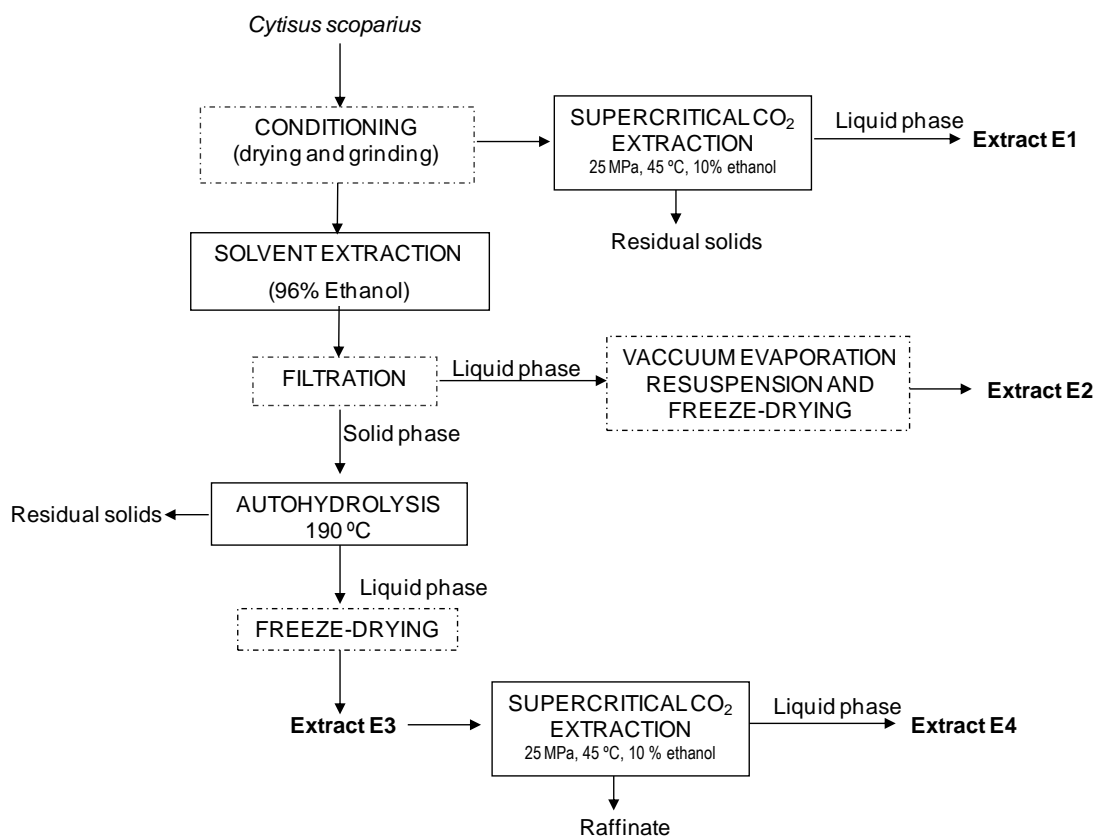 Cytisus scoparius
CONDITIONING
(drying and grinding)
SUPERCRITICAL CO₂
EXTRACTION
25 MPa, 45 ºC, 10% ethanol
Liquid phase
Extract E1
Residual solids
SOLVENT EXTRACTION
(96% Ethanol)
FILTRATION
Liquid phase
VACCUUM EVAPORATION
RESUSPENSION AND
FREEZE-DRYING
Extract E2
Solid phase
Residual solids
AUTOHYDROLYSIS
190 ºC
Liquid phase
FREEZE-DRYING
Extract E3
SUPERCRITICAL CO₂
EXTRACTION
25 MPa, 45 ºC, 10 % ethanol
Liquid phase
Extract E4
Raffinate